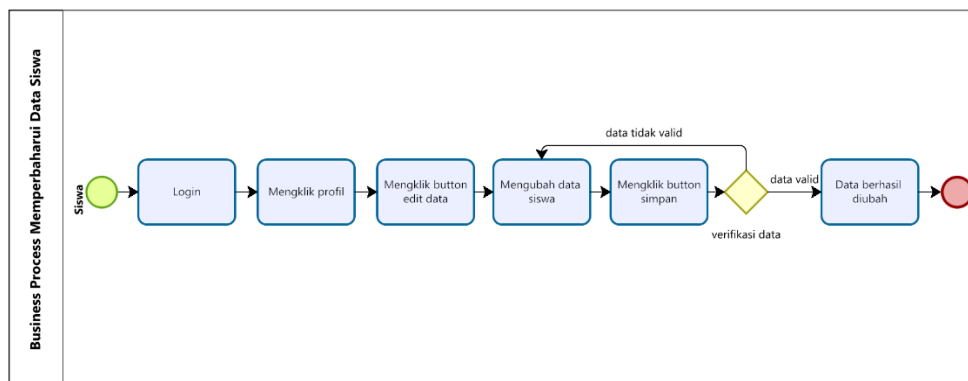 Business Process Memperbaharui Data Siswa
Siswa
Login
Mengklik profil
Mengklik button
edit data
Mengubah data
siswa
Mengklik button
simpan
data tidak valid
verifikasi data
data valid
Data berhasil
diubah